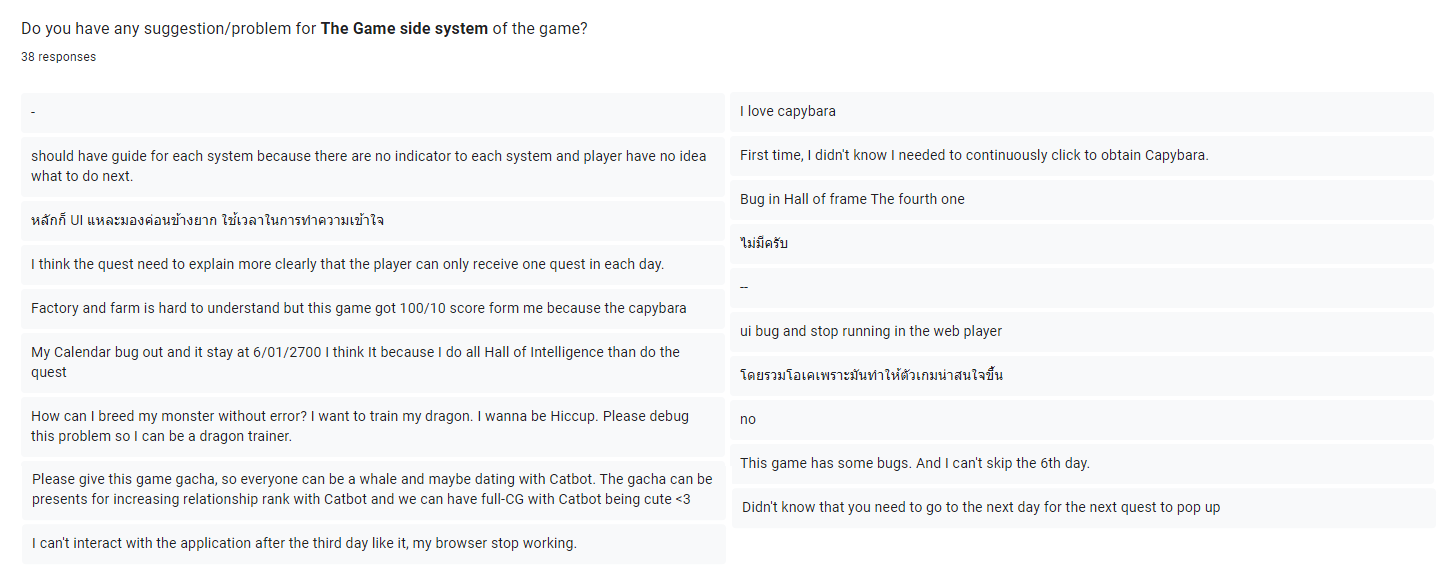 Do you have any suggestion/problem for The Game side system of the game?
38 responses
-
should have guide for each system because there are no indicator to each system and player have no idea
what to do next.
หลักก็ UI แหละมองค่อนข้างยาก ใช้เวลาในการทำความเข้าใจ
I think the quest need to explain more clearly that the player can only receive one quest in each day.
Factory and farm is hard to understand but this game got 100/10 score form me because the capybara
My Calendar bug out and it stay at 6/01/2700 I think It because I do all Hall of Intelligence than do the
quest
How can I breed my monster without error? I want to train my dragon. I wanna be Hiccup. Please debug
this problem so I can be a dragon trainer.
Please give this game gacha, so everyone can be a whale and maybe dating with Catbot. The gacha can be
presents for increasing relationship rank with Catbot and we can have full-CG with Catbot being cute <3
I can't interact with the application after the third day like it, my browser stop working.
I love capybara
First time, I didn't know I needed to continuously click to obtain Capybara.
Bug in Hall of frame The fourth one
ไม่มีครับ
--
ui bug and stop running in the web player
โดยรวมโอเคเพราะมันทำให้ตัวเกมน่าสนใจขึ้น
no
This game has some bugs. And I can't skip the 6th day.
Didn't know that you need to go to the next day for the next quest to pop up